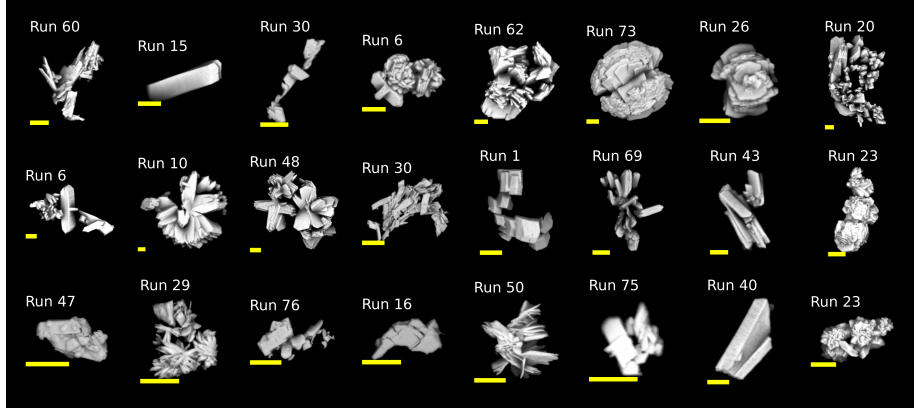 Run 60
Run 15
Run 30
Run 6
Run 62
Run 73
Run 26
Run 20
Run 6
Run 10
Run 48
Run 30
Run 1
Run 69
Run 43
Run 23
Run 47
Run 29
Run 76
Run 16
Run 50
Run 75
Run 40
Run 23